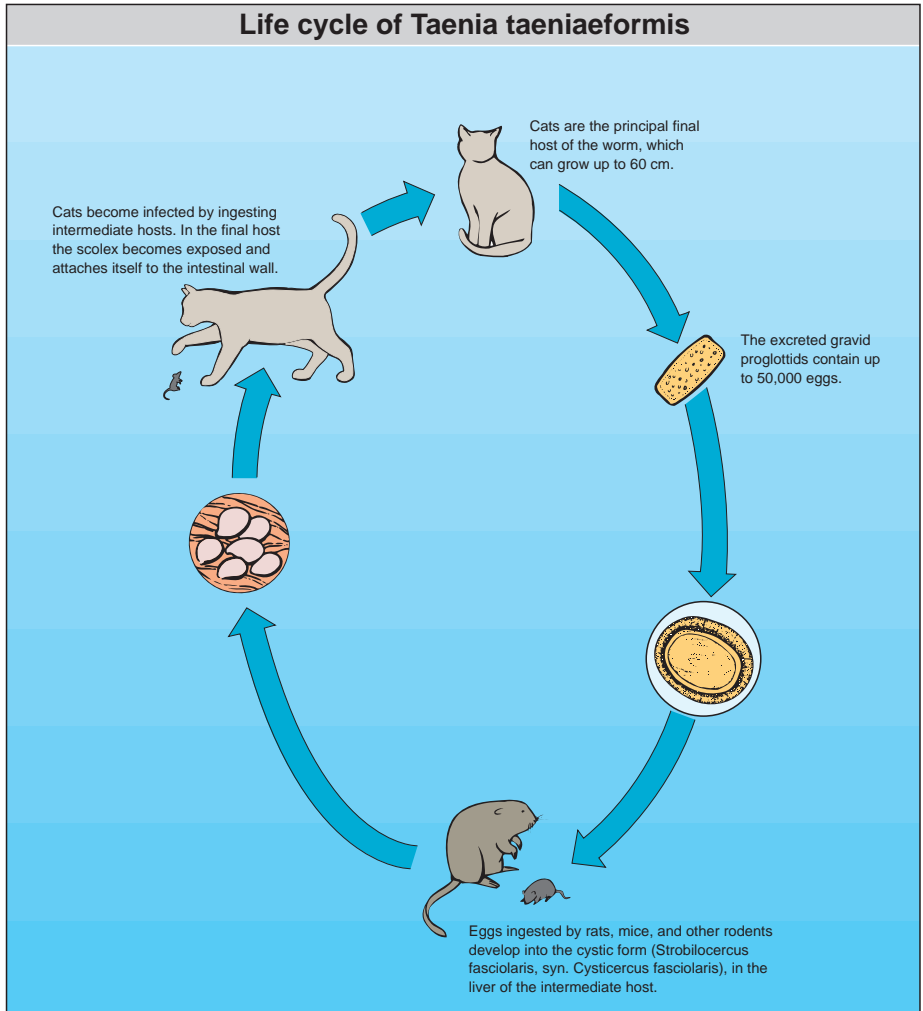 Life cycle of Taenia taeniaeformis
Cats are the principal final
host of the worm, which
can grow up to 60 cm.
Cats become infected by ingesting
intermediate hosts. In the final host
the scolex becomes exposed and
attaches itself to the intestinal wall.
The excreted gravid
proglottids contain up
to 50,000 eggs.
Eggs ingested by rats, mice, and other rodents
develop into the cystic form (Strobilocercus
fasciolaris, syn. Cysticercus fasciolaris), in the
liver of the intermediate host.